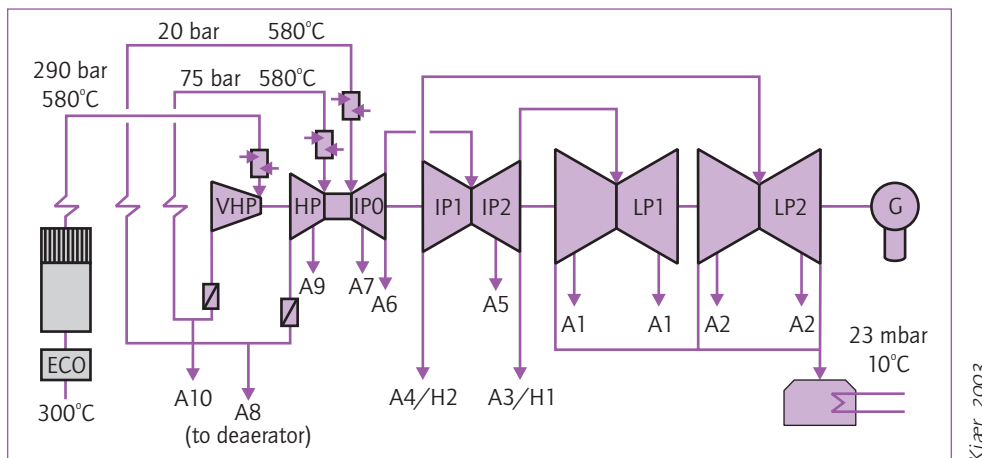 20 bar 580°C
290 bar
580°C
75 bar 580°C
VHP
HP
IP0
IP1
IP2
LP1
LP2
G
A9
A7
A6
A5
A1
A1
A2
A2
23 mbar
10°C
ECO
300°C
A10
A8
(to deaerator)
A4/H2
A3/H1
Kjær, 2003